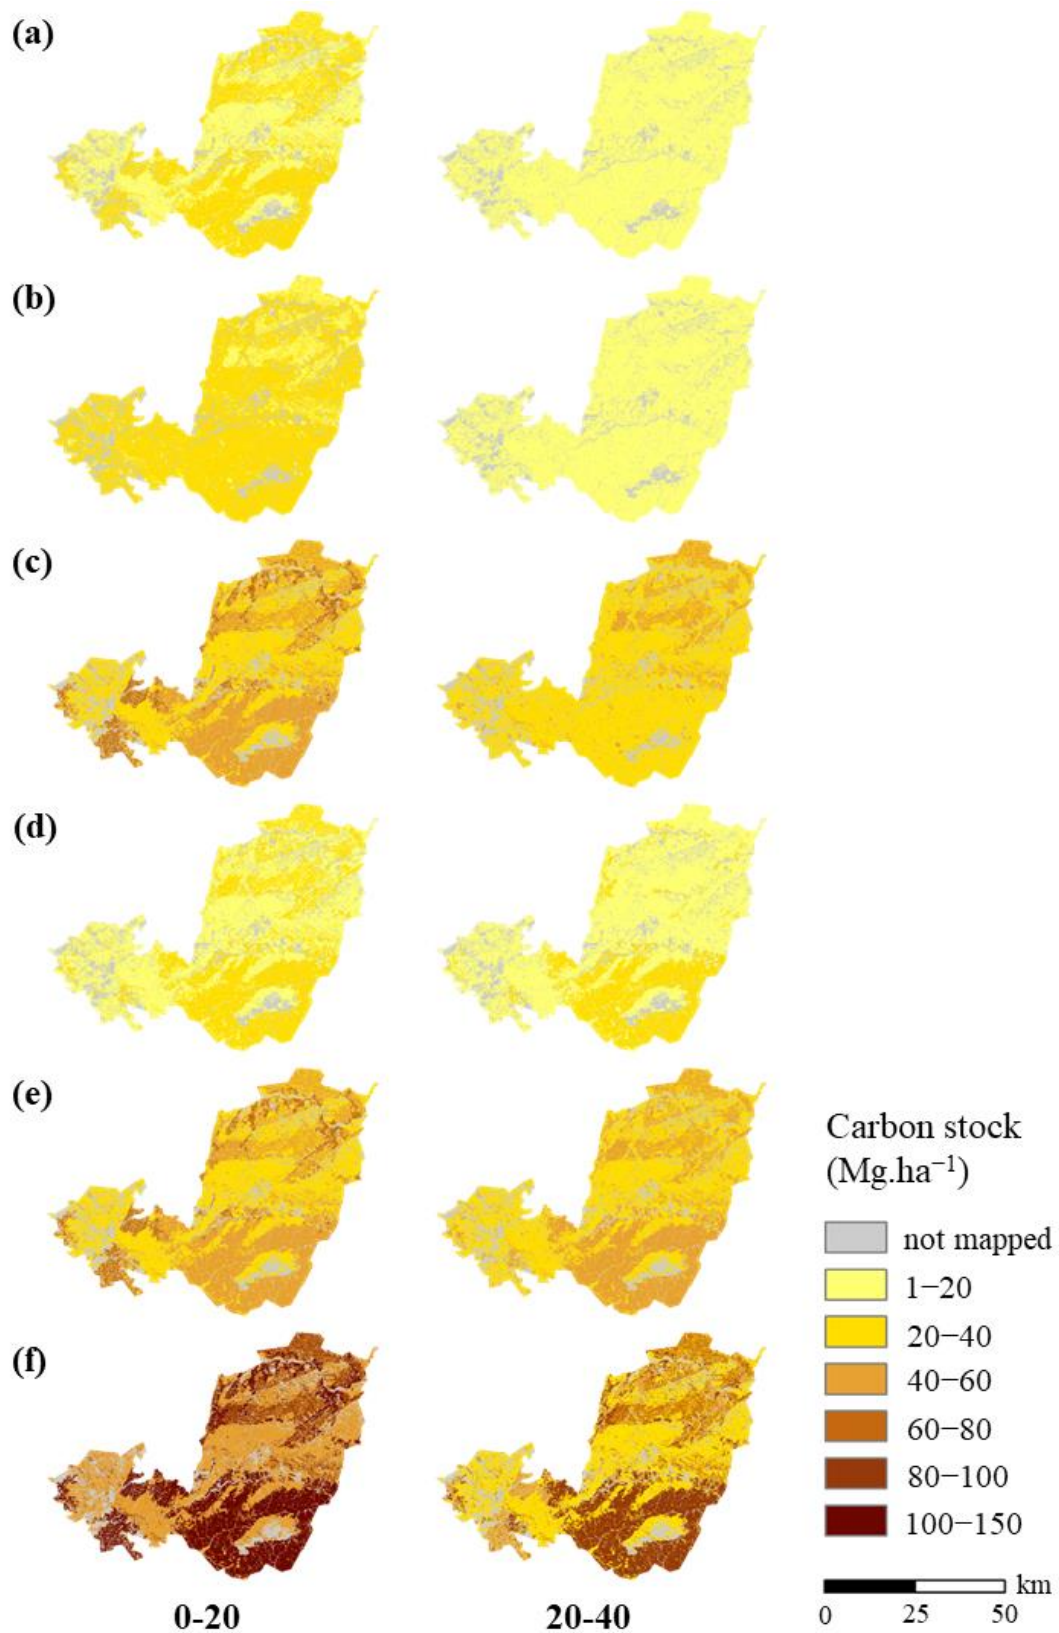 (a)
(b)
(c)
(d)
(e)
(f)
Carbon stock
(Mg.ha⁻¹)
not mapped
1−20
20−40
40−60
60−80
80−100
100−150
km
0 25 50
0-20 20-40